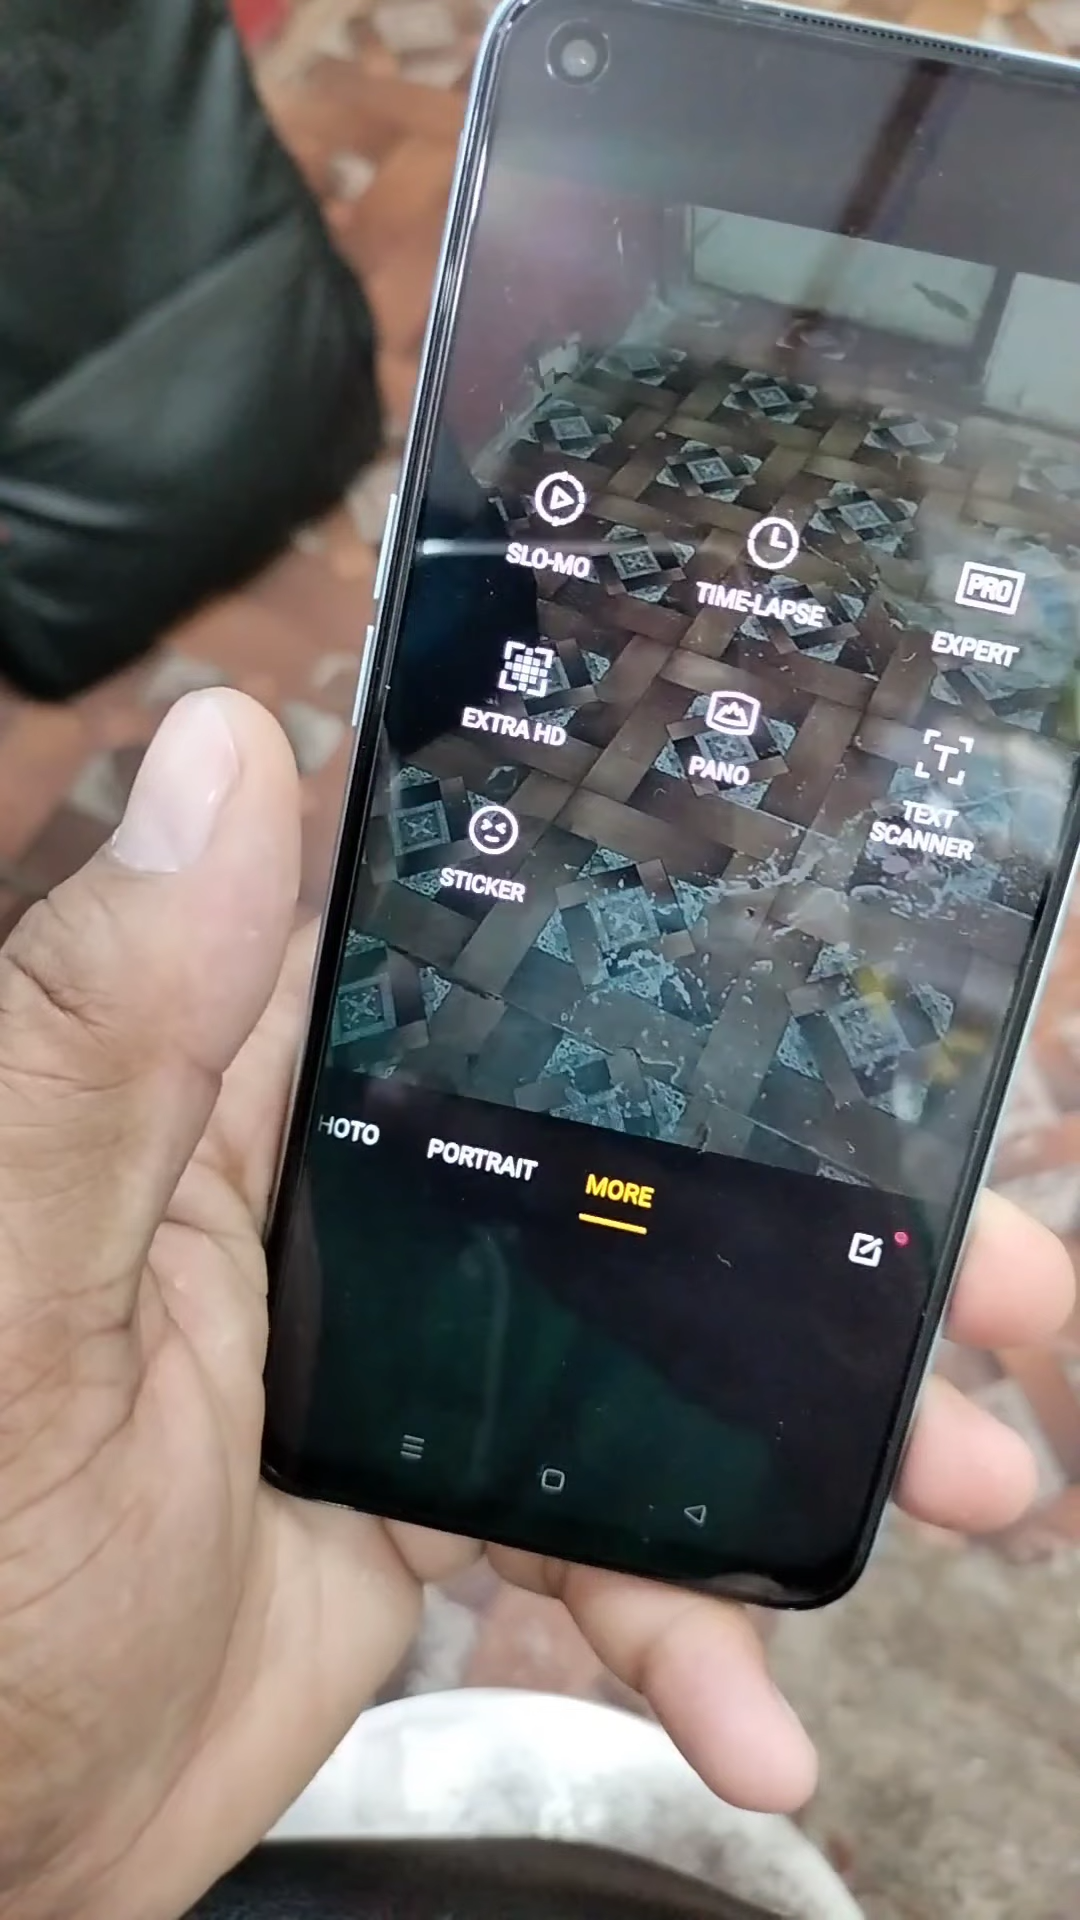 SLO-MO
TIME-LAPSE
PRO
EXPERT
EXTRA HD
PANO
T
TEXT
SCANNER
STICKER
HOTO
PORTRAIT
MORE